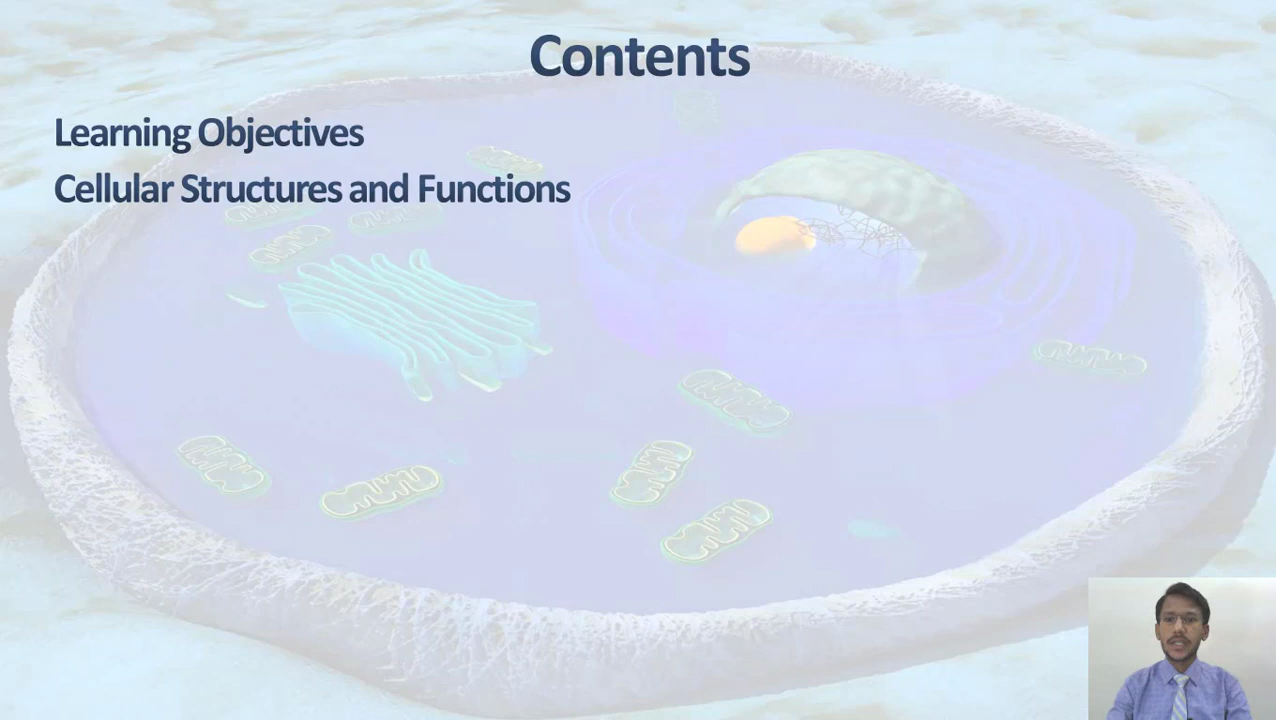 Contents
Learning Objectives
Cellular Structures and Functions